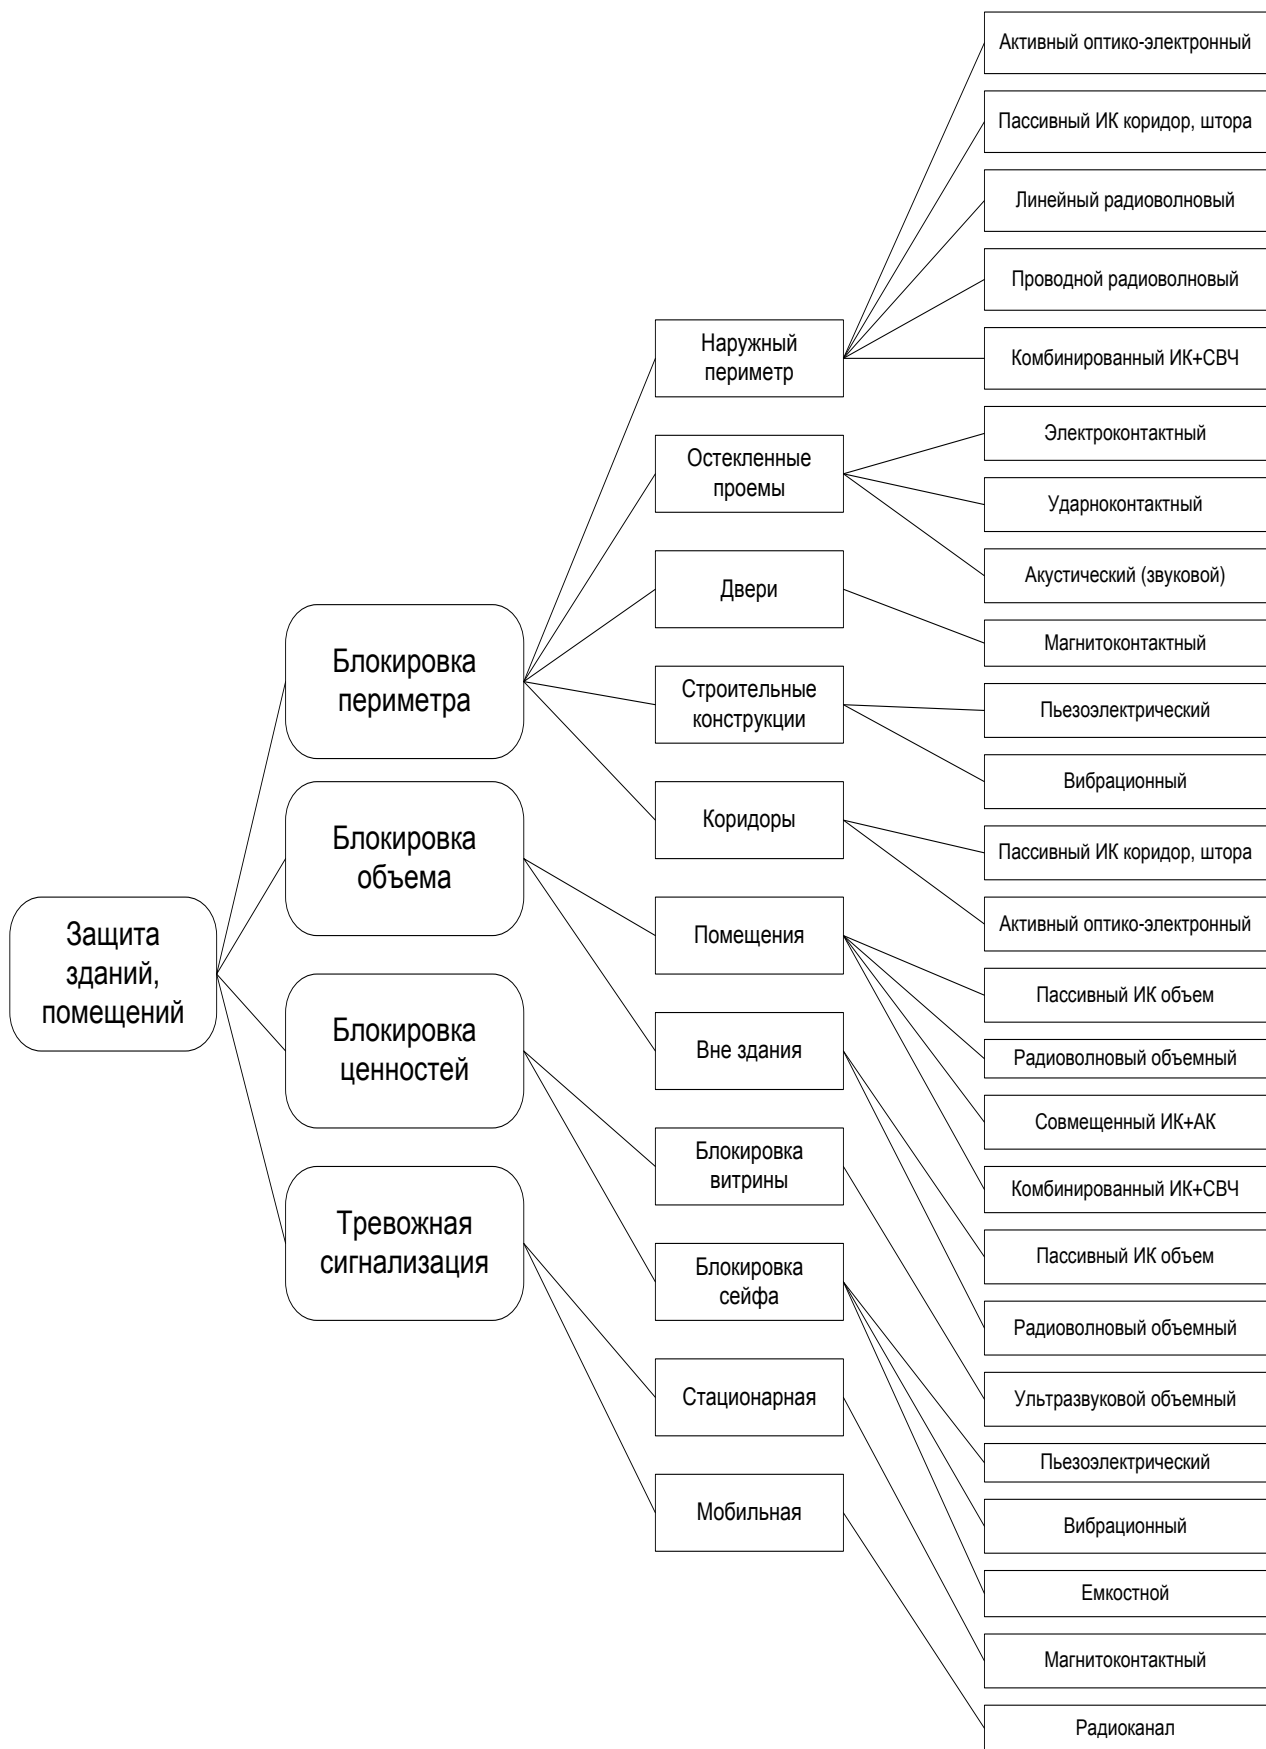 Защита
зданий,
помещений
Блокировка
периметра
Блокировка
объема
Блокировка
ценностей
Тревожная
сигнализация
Наружный
периметр
Остекленные
проемы
Двери
Строительные
конструкции
Коридоры
Помещения
Вне здания
Блокировка
витрины
Блокировка
сейфа
Стационарная
Мобильная
Активный оптико-электронный
Пассивный ИК коридор, штора
Линейный радиоволновый
Проводной радиоволновый
Комбинированный ИК+СВЧ
Электроконтактный
Ударноконтактный
Акустический (звуковой)
Магнитоконтактный
Пьезоэлектрический
Вибрационный
Пассивный ИК коридор, штора
Активный оптико-электронный
Пассивный ИК объем
Радиоволновый объемный
Совмещенный ИК+АК
Комбинированный ИК+СВЧ
Пассивный ИК объем
Радиоволновый объемный
Ультразвуковой объемный
Пьезоэлектрический
Вибрационный
Емкостной
Магнитоконтактный
Радиоканал